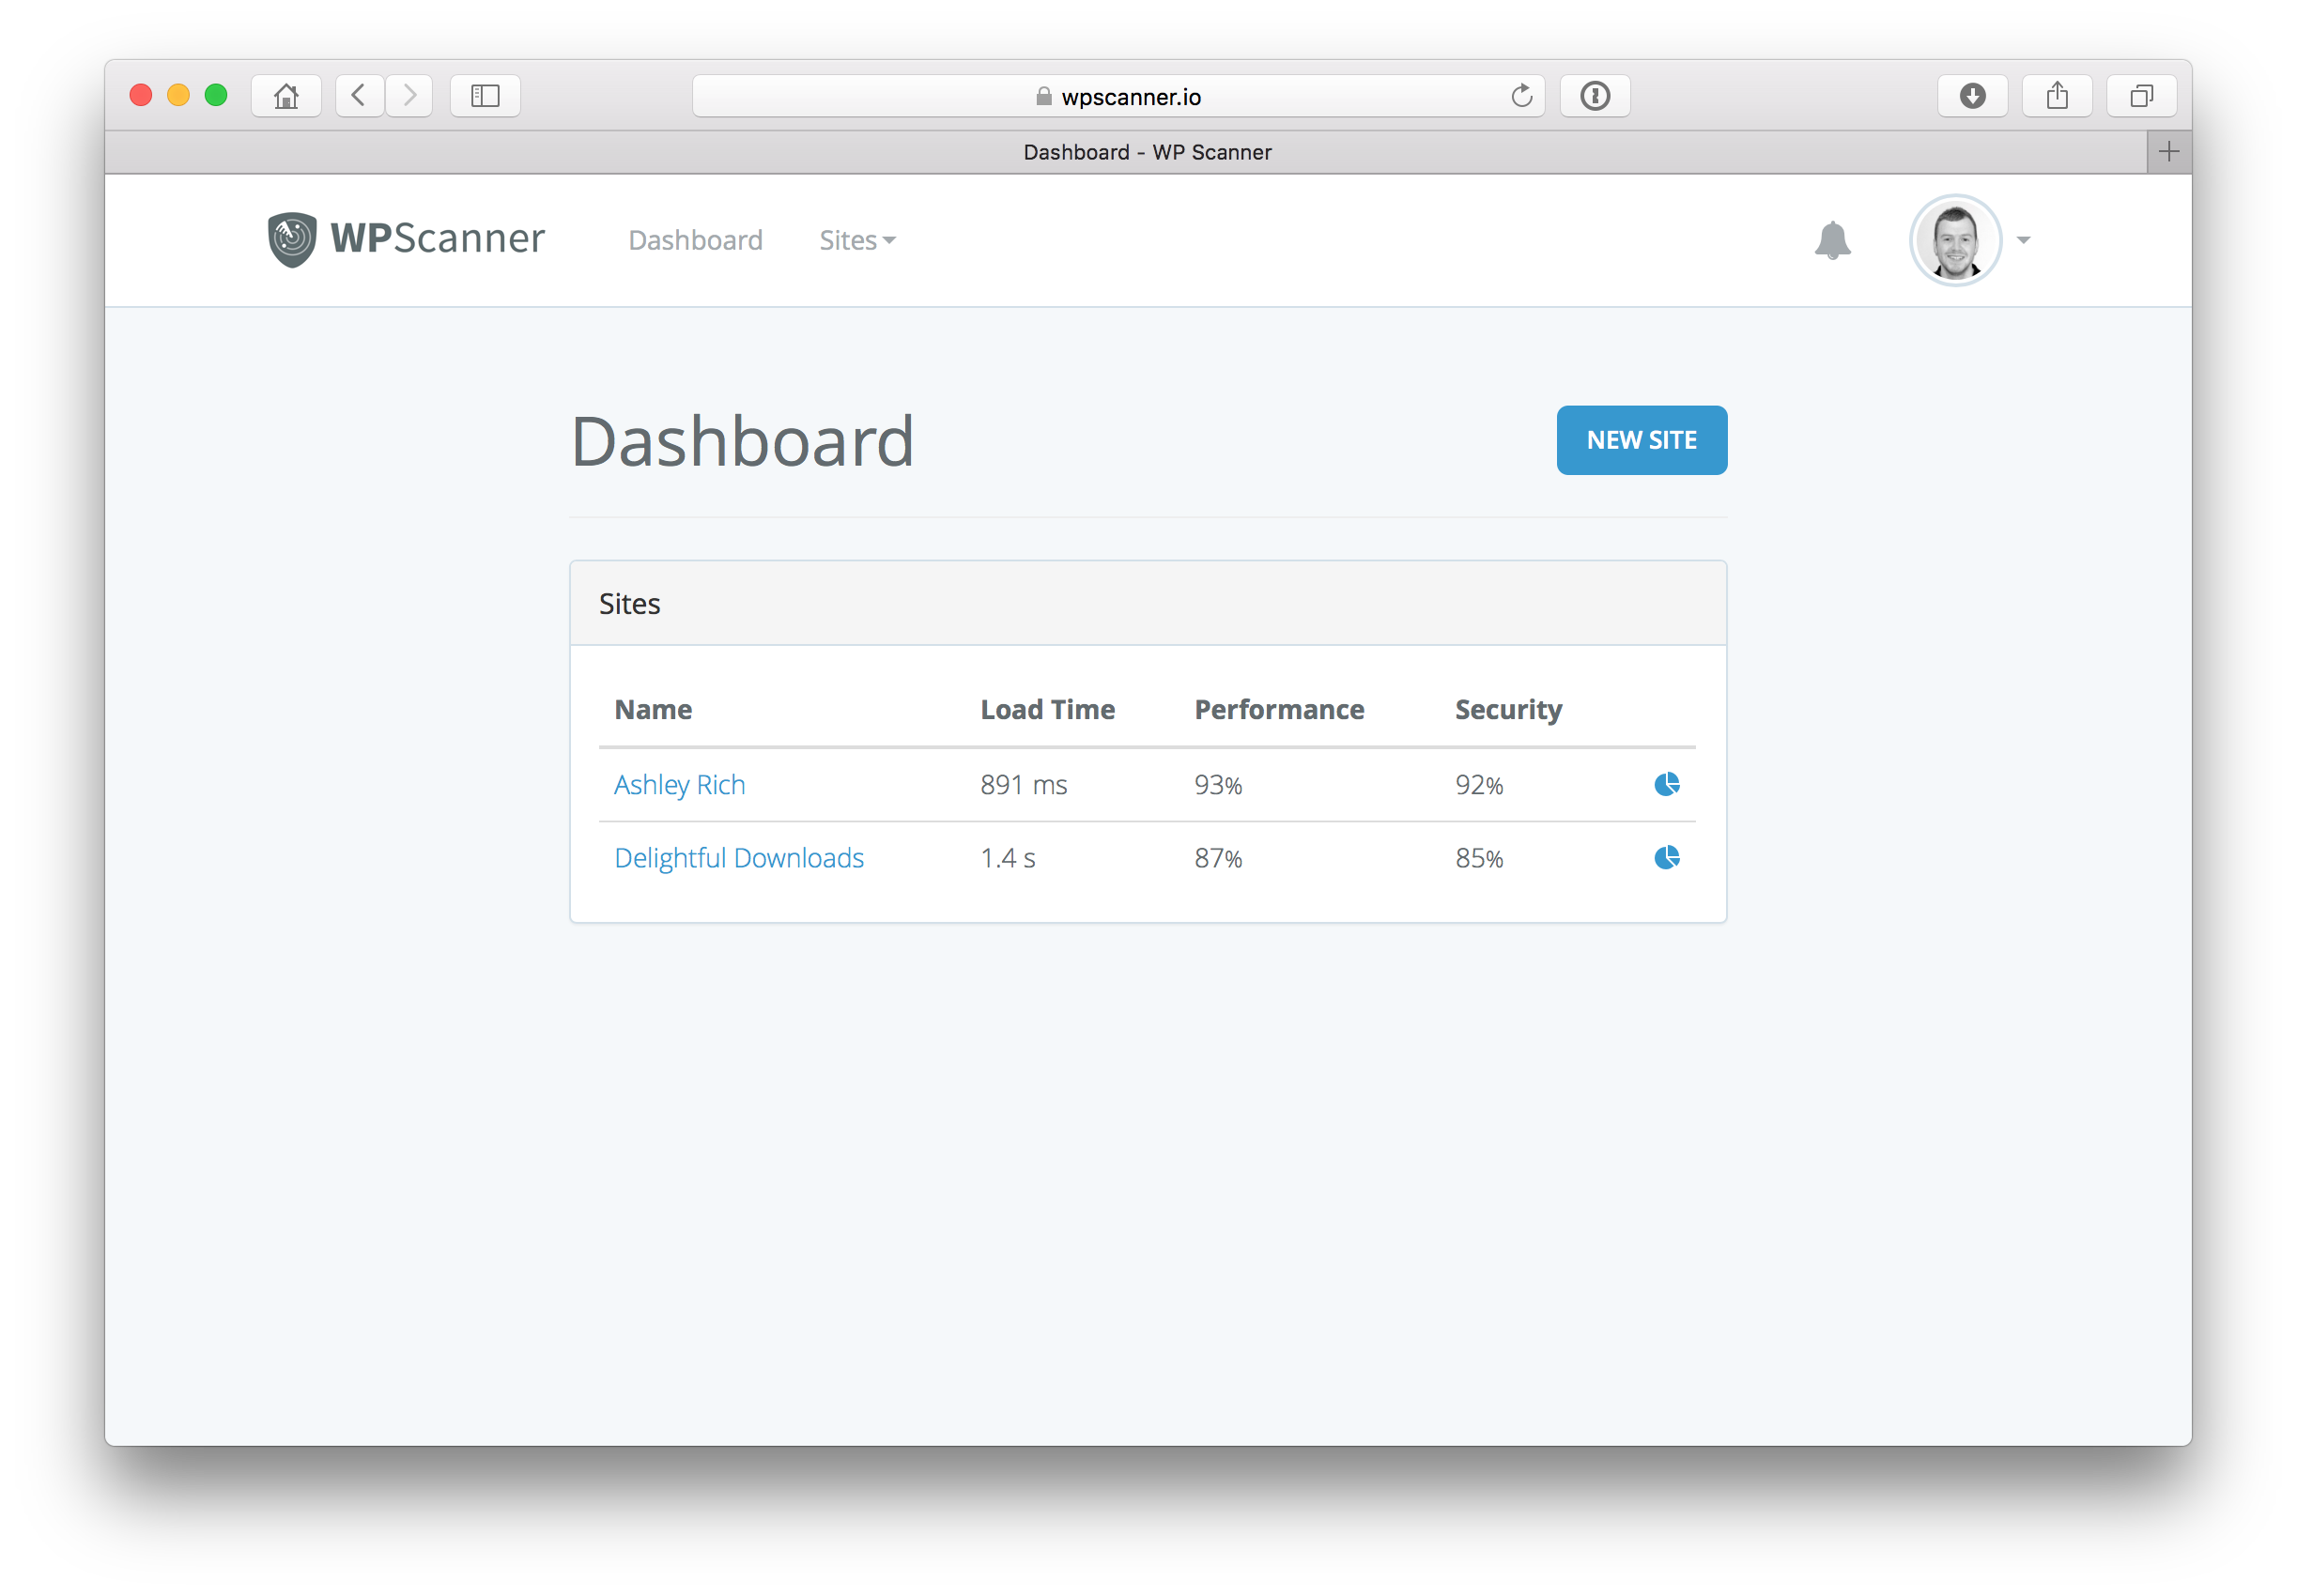 wpscanner.io
Dashboard - WP Scanner
WPScanner Dashboard Sites
Dashboard NEW SITE
Sites
Name Load Time Performance Security
Ashley Rich 891 ms 93% 92%
Delightful Downloads 1.4 s 87% 85%